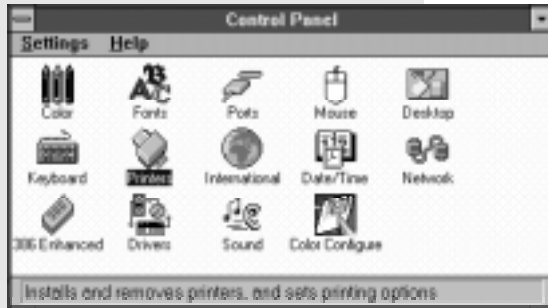 Control Panel
Settings Help
Color Fonts Ports Mouse Desktop
Keyboard Printers International Date/Time Network
386 Enhanced Drivers Sound Color Configure
Installs and removes printers, and sets printing options